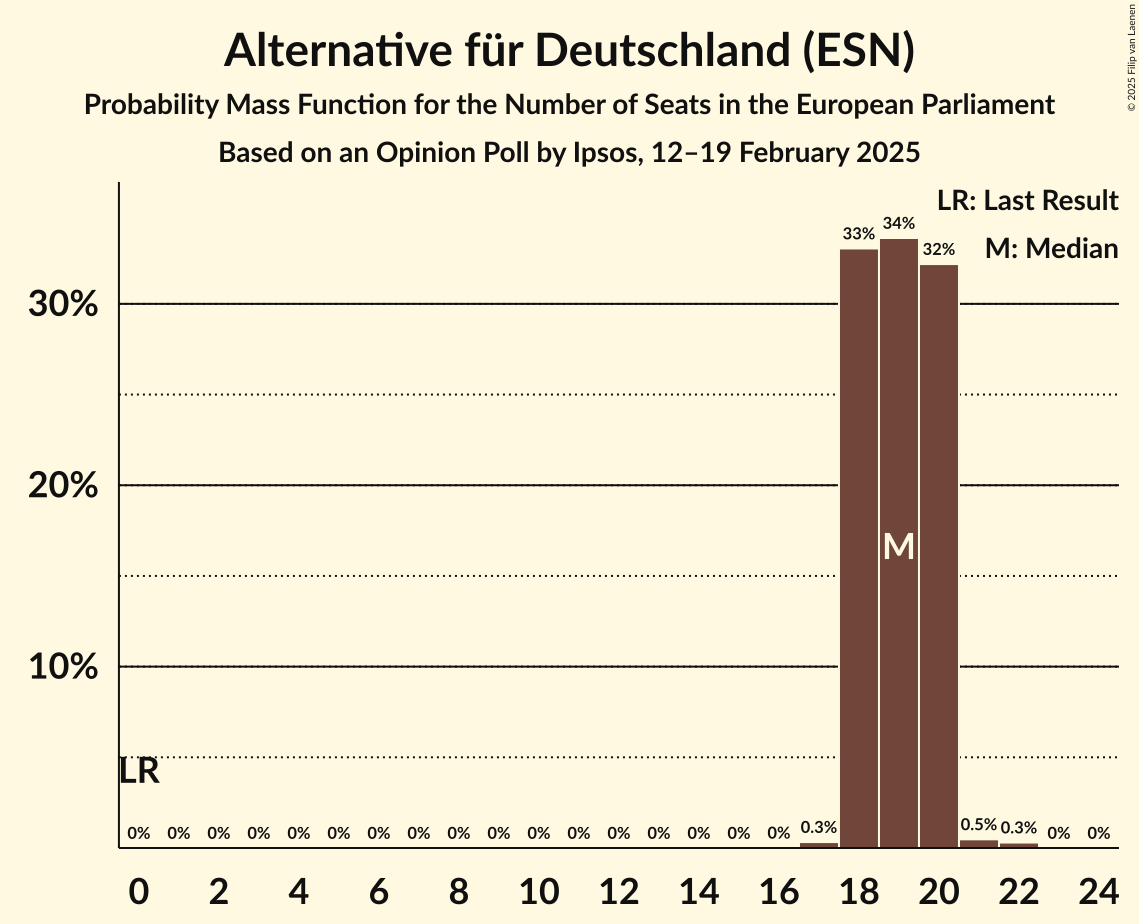 Alternative für Deutschland (ESN)
Probability Mass Function for the Number of Seats in the European Parliament
Based on an Opinion Poll by Ipsos, 12–19 February 2025
© 2025 Filip van Laenen
LR: Last Result
M: Median
33% 34% 32%
30%
20%
M
10%
LR
0% 0% 0% 0% 0% 0% 0% 0% 0% 0% 0% 0% 0% 0% 0% 0% 0% 0.3% 0.5% 0.3% 0% 0%
0 2 4 6 8 10 12 14 16 18 20 22 24